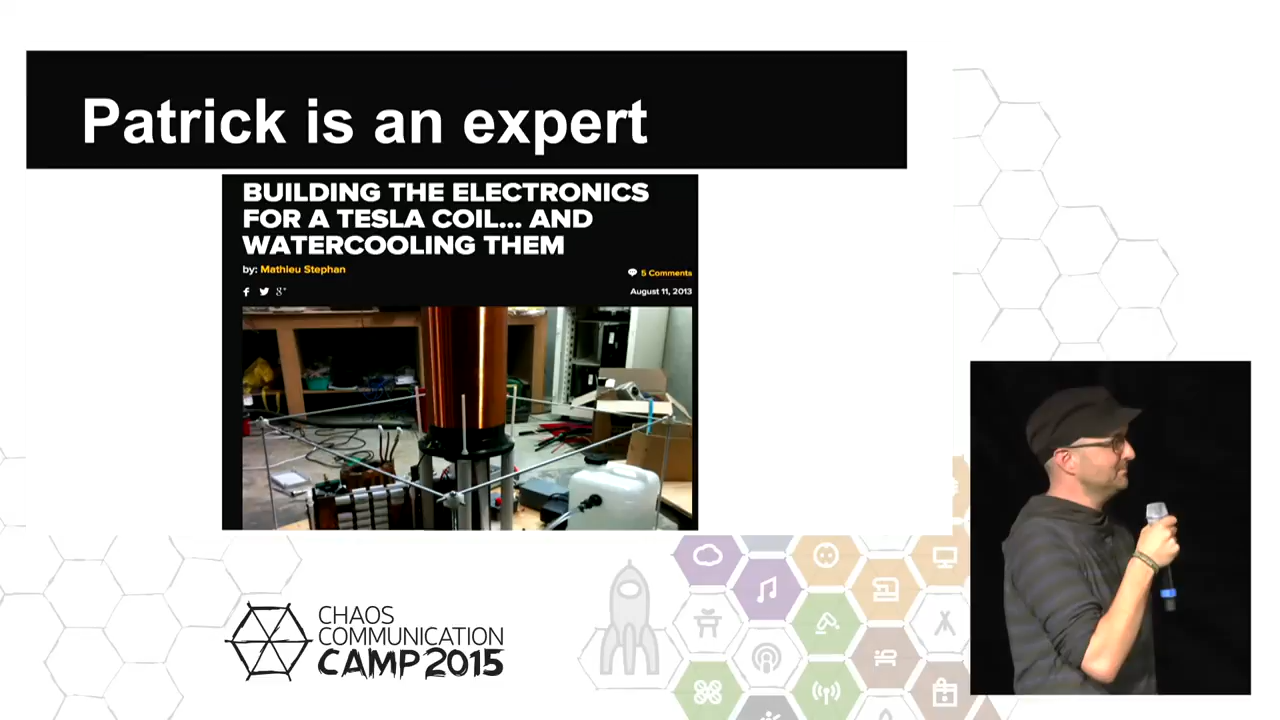 Patrick is an expert
BUILDING THE ELECTRONICS
FOR A TESLA COIL... AND
WATERCOOLING THEM
by: Mathieu Stephan
5 Comments
August 11, 2013
CHAOS
COMMUNICATION
CAMP 2015